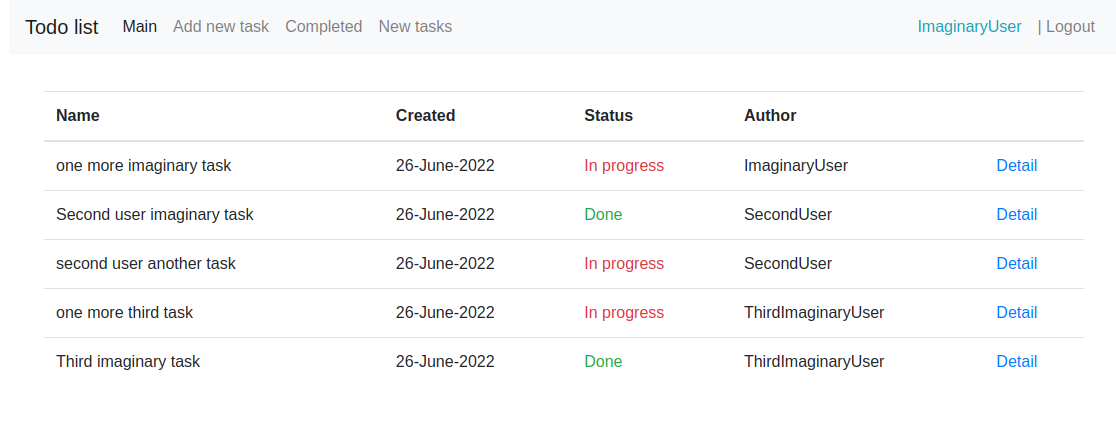 Todo list Main Add new task Completed New tasks ImaginaryUser | Logout
Name Created Status Author
one more imaginary task 26-June-2022 In progress ImaginaryUser Detail
Second user imaginary task 26-June-2022 Done SecondUser Detail
second user another task 26-June-2022 In progress SecondUser Detail
one more third task 26-June-2022 In progress ThirdImaginaryUser Detail
Third imaginary task 26-June-2022 Done ThirdImaginaryUser Detail